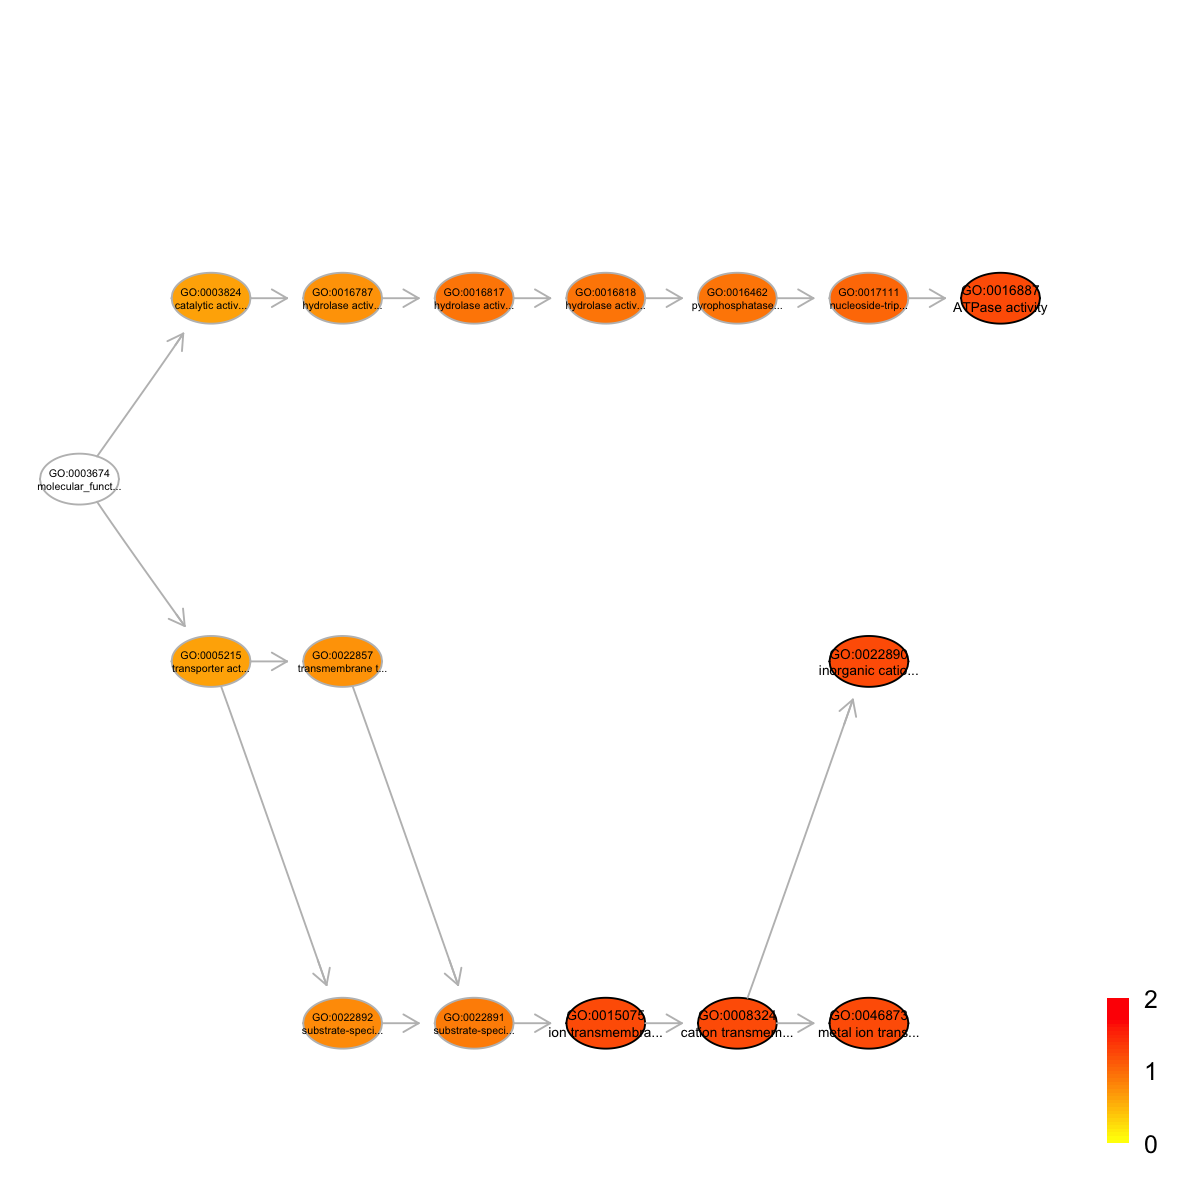 GO:0003824
catalytic activ...
GO:0016787
hydrolase activ...
GO:0016817
hydrolase activ...
GO:0016818
hydrolase activ...
GO:0016462
pyrophosphatase...
GO:0017111
nucleoside-trip...
GO:0016887
ATPase activity
GO:0003674
molecular_funct...
GO:0005215
transporter act...
GO:0022857
transmembrane t...
GO:0022890
inorganic catio...
GO:0022892
substrate-speci...
GO:0022891
substrate-speci...
GO:0015075
ion transmembra...
GO:0008324
cation transmem...
GO:0046873
metal ion trans...
2
1
0